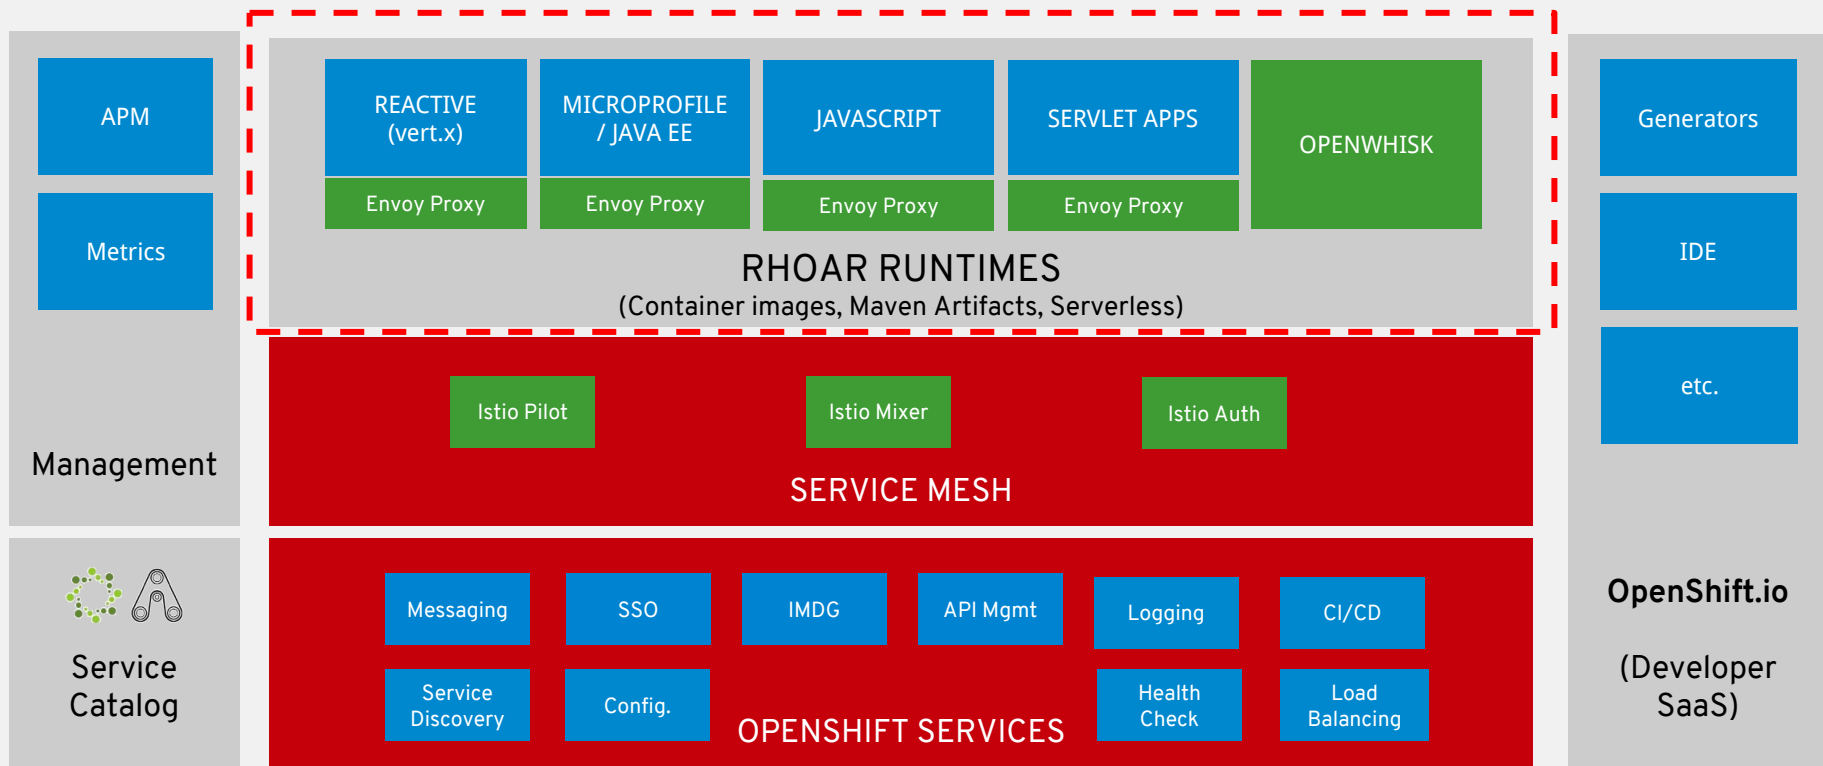 APM
Metrics
Management
REACTIVE
(vert.x)
Envoy Proxy
MICROPROFILE
/ JAVA EE
Envoy Proxy
JAVASCRIPT
Envoy Proxy
SERVLET APPS
Envoy Proxy
OPENWHISK
RHOAR RUNTIMES
(Container images, Maven Artifacts, Serverless)
Istio Pilot
Istio Mixer
Istio Auth
SERVICE MESH
Service
Catalog
Messaging
SSO
IMDG
API Mgmt
Logging
CI/CD
Service
Discovery
Config.
Health
Check
Load
Balancing
OPENSHIFT SERVICES
Generators
IDE
etc.
OpenShift.io
(Developer
SaaS)